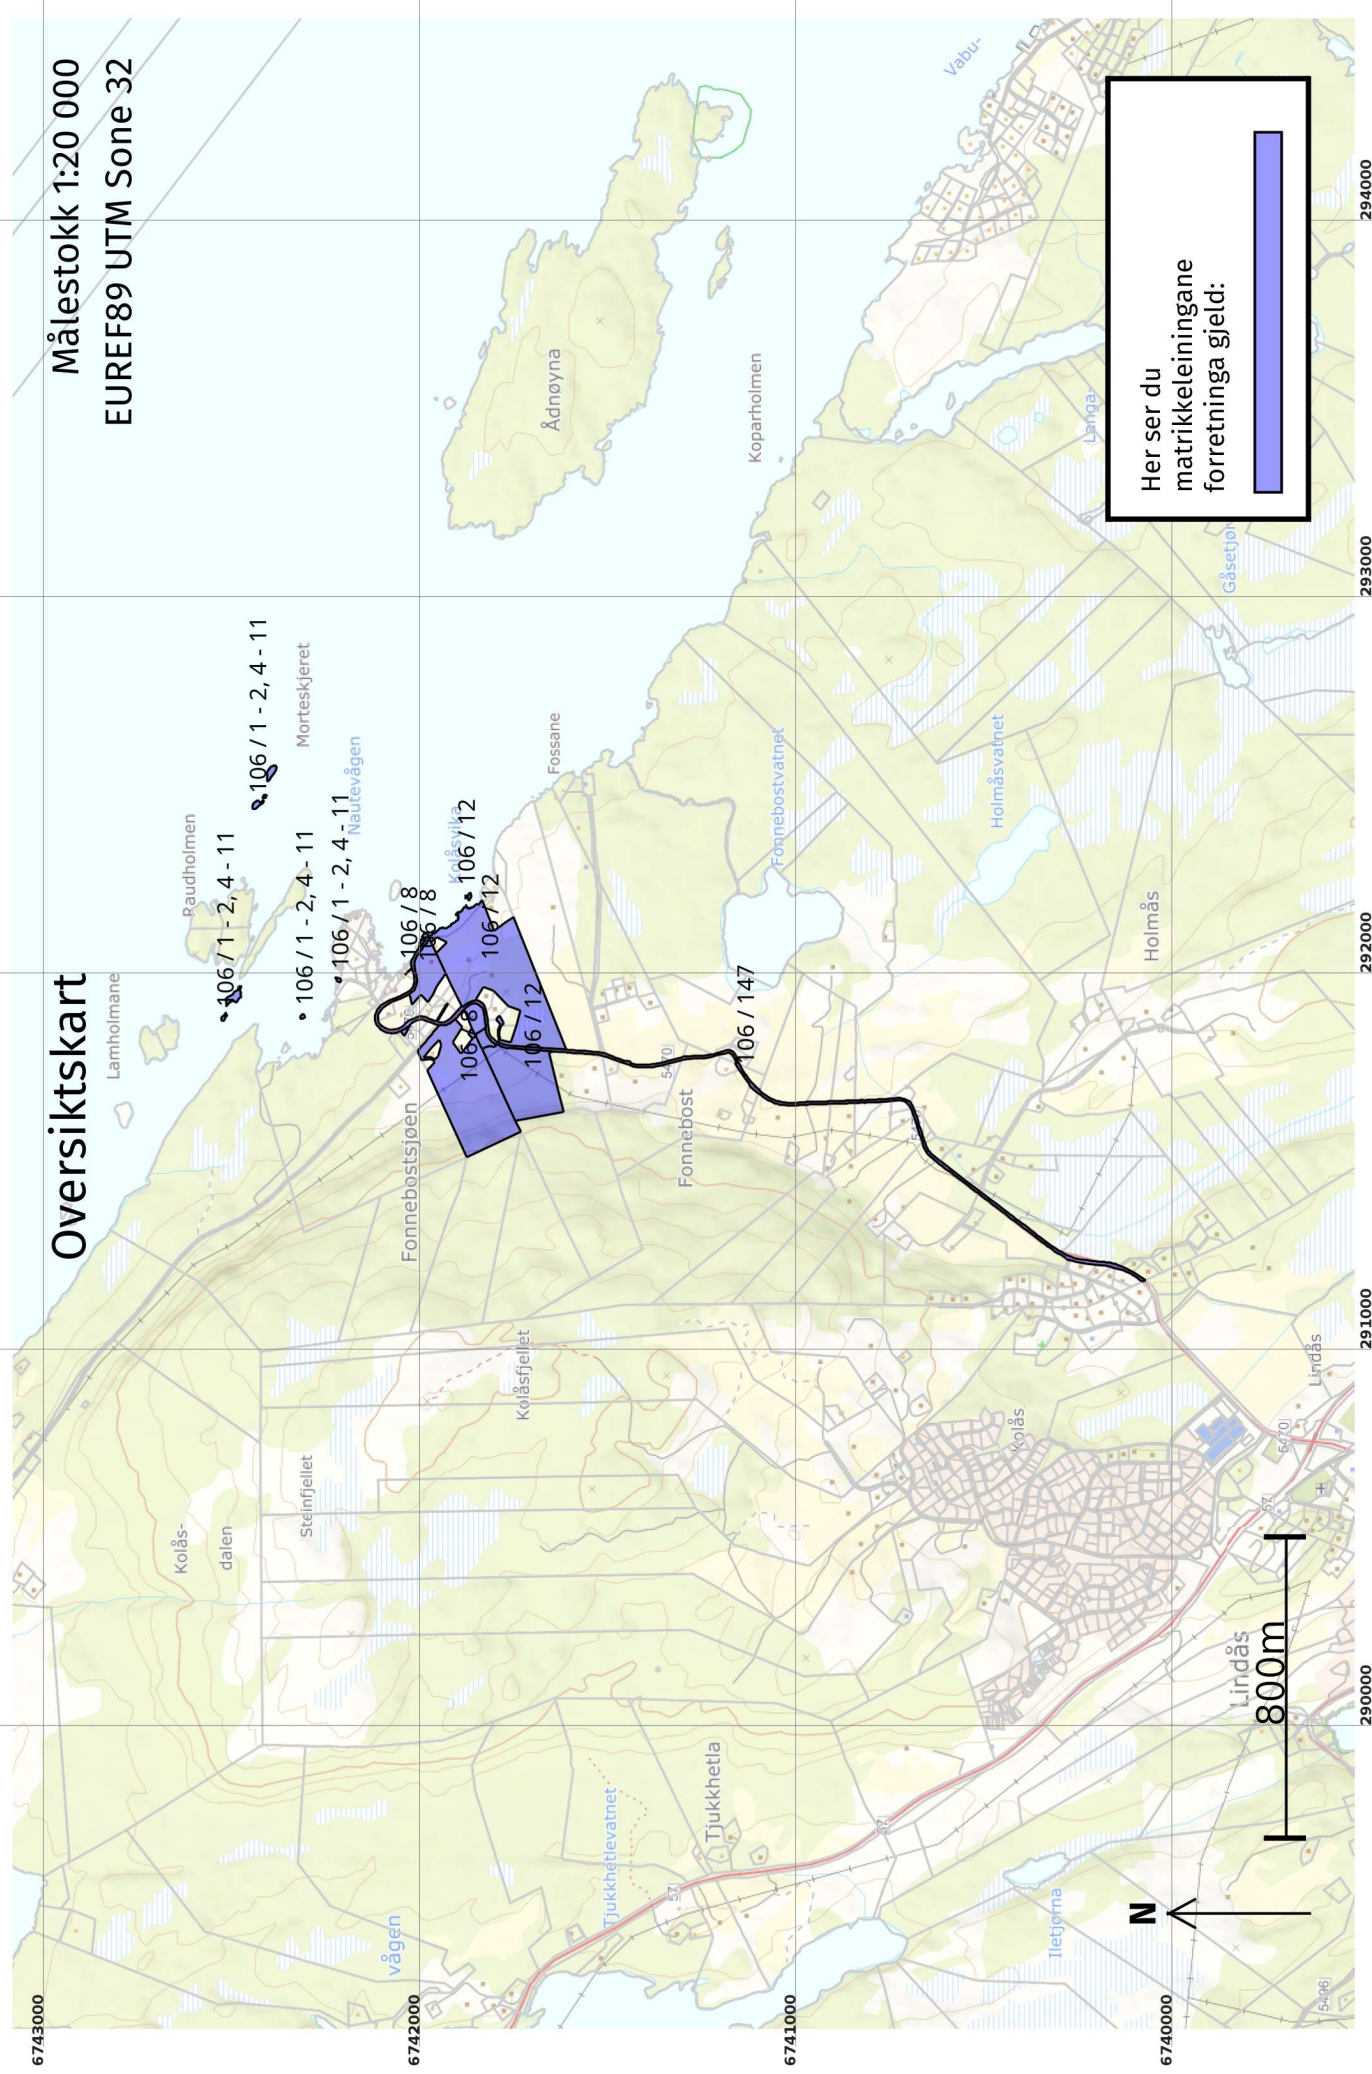 Oversiktskart
Målestokk 1:20 000
EUREF89 UTM Sone 32
6743000
6742000
6741000
6740000
290000
291000
292000
293000
294000
Lamholmane
Raudholmen
106 / 1 - 2, 4 - 11
106 / 1 - 2, 4 - 11
Morteskjeret
106 / 1 - 2, 4 - 11
106 / 1 - 2, 4 - 11
Nautevågen
106 / 8
106 / 8
Kolåsvika
106 / 12
106 / 12
106 / 8
106 / 12
Fossane
Ådnøyna
Koparholmen
Vabu-
Kolås-
dalen
Steinfjellet
Fonnebostsjøen
Kolåsfjellet
5470
Fonnebost
106 / 147
Fonnebostvatnet
Holmåsvatnet
Holmås
Langa-
Gåsetjør
vågen
Tjukkhetlevatnet
57
Tjukkhetla
57
Kolås
Iletjørna
Lindås
57
5470
Lindås
5496
N
800m
Her ser du
matrikkeleiningane
forretninga gjeld: